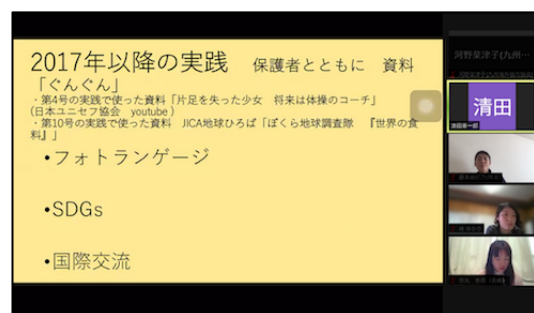 2017年以降の実践 保護者とともに 資料
「ぐんぐん」
・第4号の実践で使った資料「片足を失った少女 将来は体操のコーチ」
(日本ユニセフ協会 youtube )
・第10号の実践で使った資料 JICA地球ひろば「ぼくら地球調査隊 『世界の食
料』」
•フォトランゲージ
•SDGs
•国際交流
清田